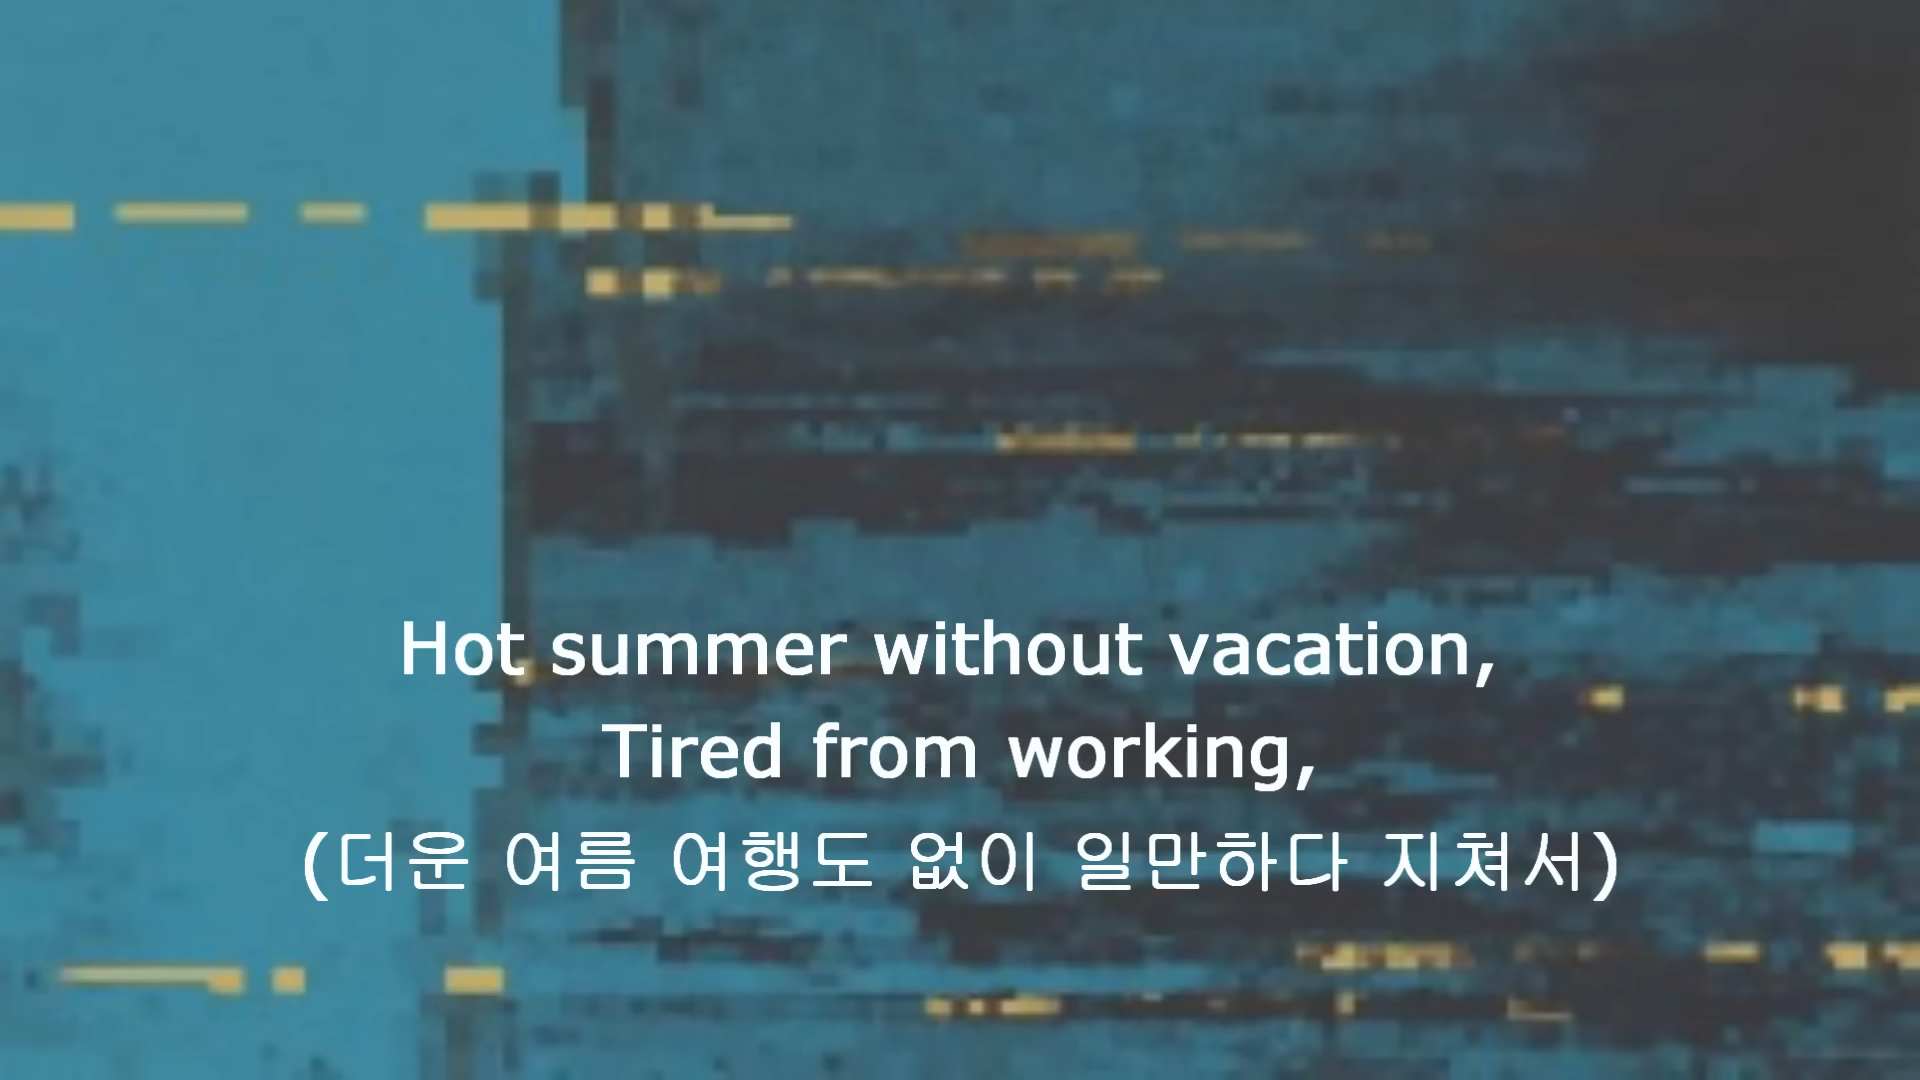 Hot summer without vacation,
Tired from working,
(더운 여름 여행도 없이 일만하다 지쳐서)